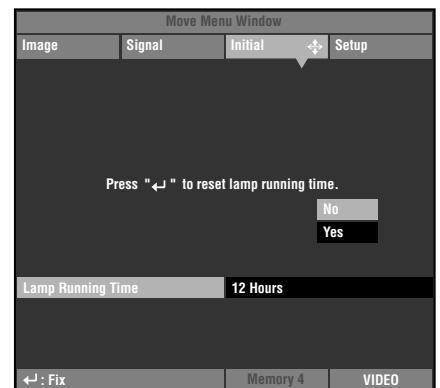 Move Menu Window
Image Signal Initial Setup
Press "↵" to reset lamp running time.
No
Yes
Lamp Running Time 12 Hours
↵ : Fix Memory 4 VIDEO